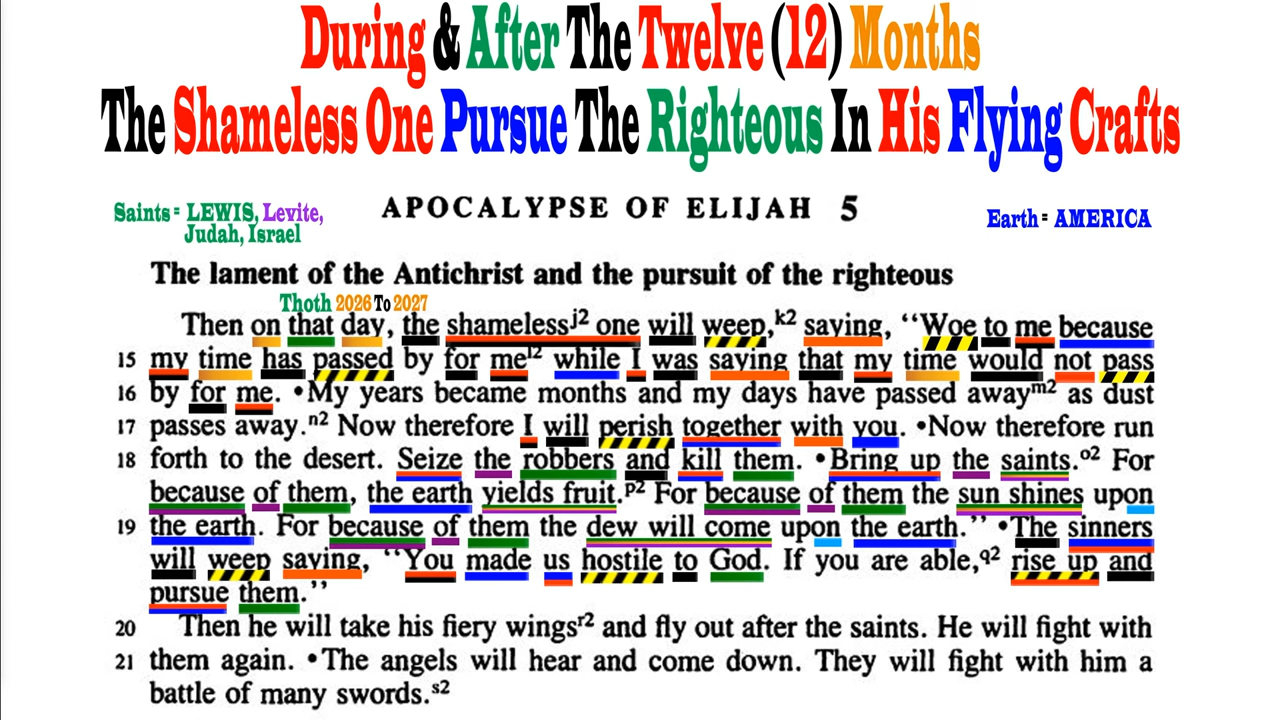 During & After The Twelve (12) Months
The Shameless One Pursue The Righteous In His Flying Crafts
Saints = LEWIS, Levite,
Judah, Israel
APOCALYPSE OF ELIJAH 5
Earth = AMERICA
The lament of the Antichrist and the pursuit of the righteous
Thoth 2026 To 2027
Then on that day, the shameless j2 one will weep, k2 saying, “Woe to me because
15 my time has passed by for me l2 while I was saying that my time would not pass
16 by for me. •My years became months and my days have passed away m2 as dust
17 passes away. n2 Now therefore I will perish together with you. •Now therefore run
18 forth to the desert. Seize the robbers and kill them. •Bring up the saints. o2 For
because of them, the earth yields fruit. p2 For because of them the sun shines upon
19 the earth. For because of them the dew will come upon the earth.” •The sinners
will weep saying, “You made us hostile to God. If you are able, q2 rise up and
pursue them.”
20 Then he will take his fiery wings r2 and fly out after the saints. He will fight with
21 them again. •The angels will hear and come down. They will fight with him a
battle of many swords. s2